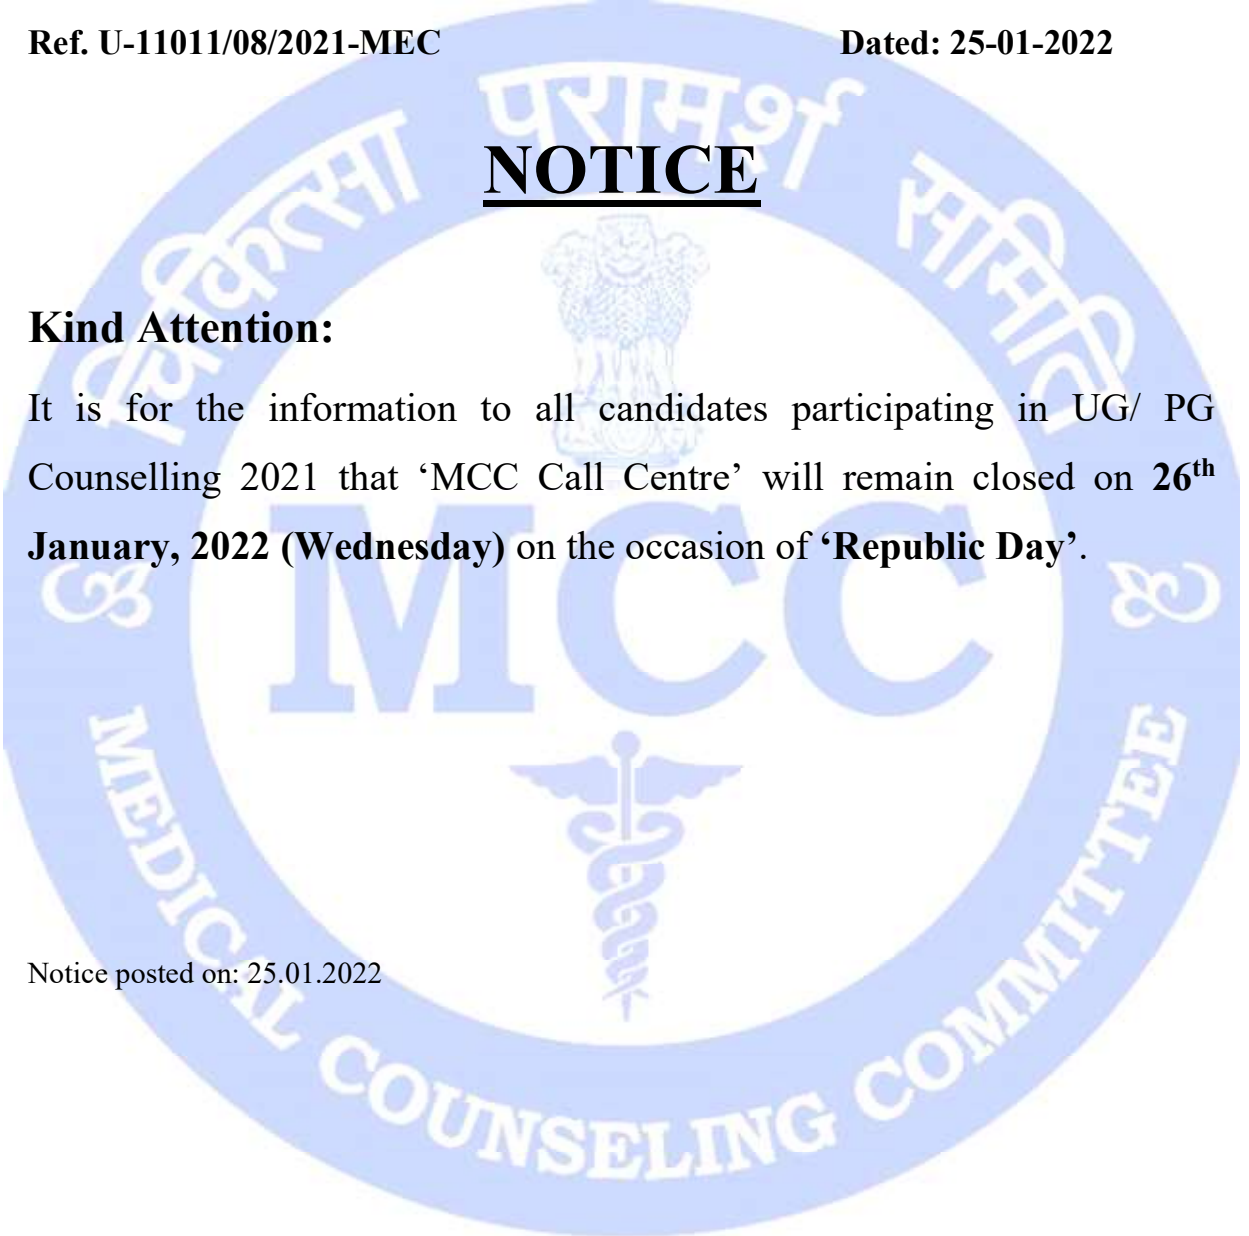 Ref. U-11011/08/2021-MEC Dated: 25-01-2022
NOTICE
Kind Attention:
It is for the information to all candidates participating in UG/ PG
Counselling 2021 that ‘MCC Call Centre’ will remain closed on 26th
January, 2022 (Wednesday) on the occasion of ‘Republic Day’.
Notice posted on: 25.01.2022
चिकित्सा परामर्श समिति
MCC
MEDICAL COUNSELING COMMITTEE